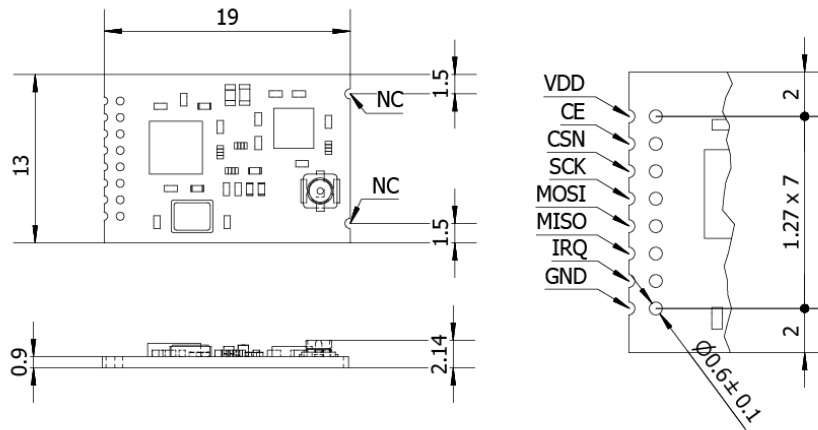 19
1.5
NC
13
NC
1.5
0.9
2.14
VDD
CE
CSN
SCK
MOSI
MISO
IRQ
GND
2
1.27 x 7
2
Ø0.6± 0.1